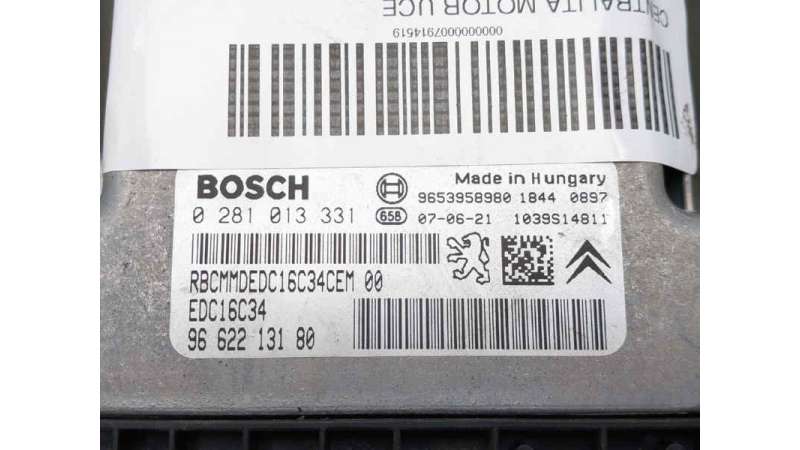 CENTRALITA MOTOR UCE
00000000007914519
BOSCH
Made in Hungary
9653958980 1844 0897
0 281 013 331
658
07-06-21 1039S14811
RBCMMDEDC16C34CEM 00
EDC16C34
96 622 131 80